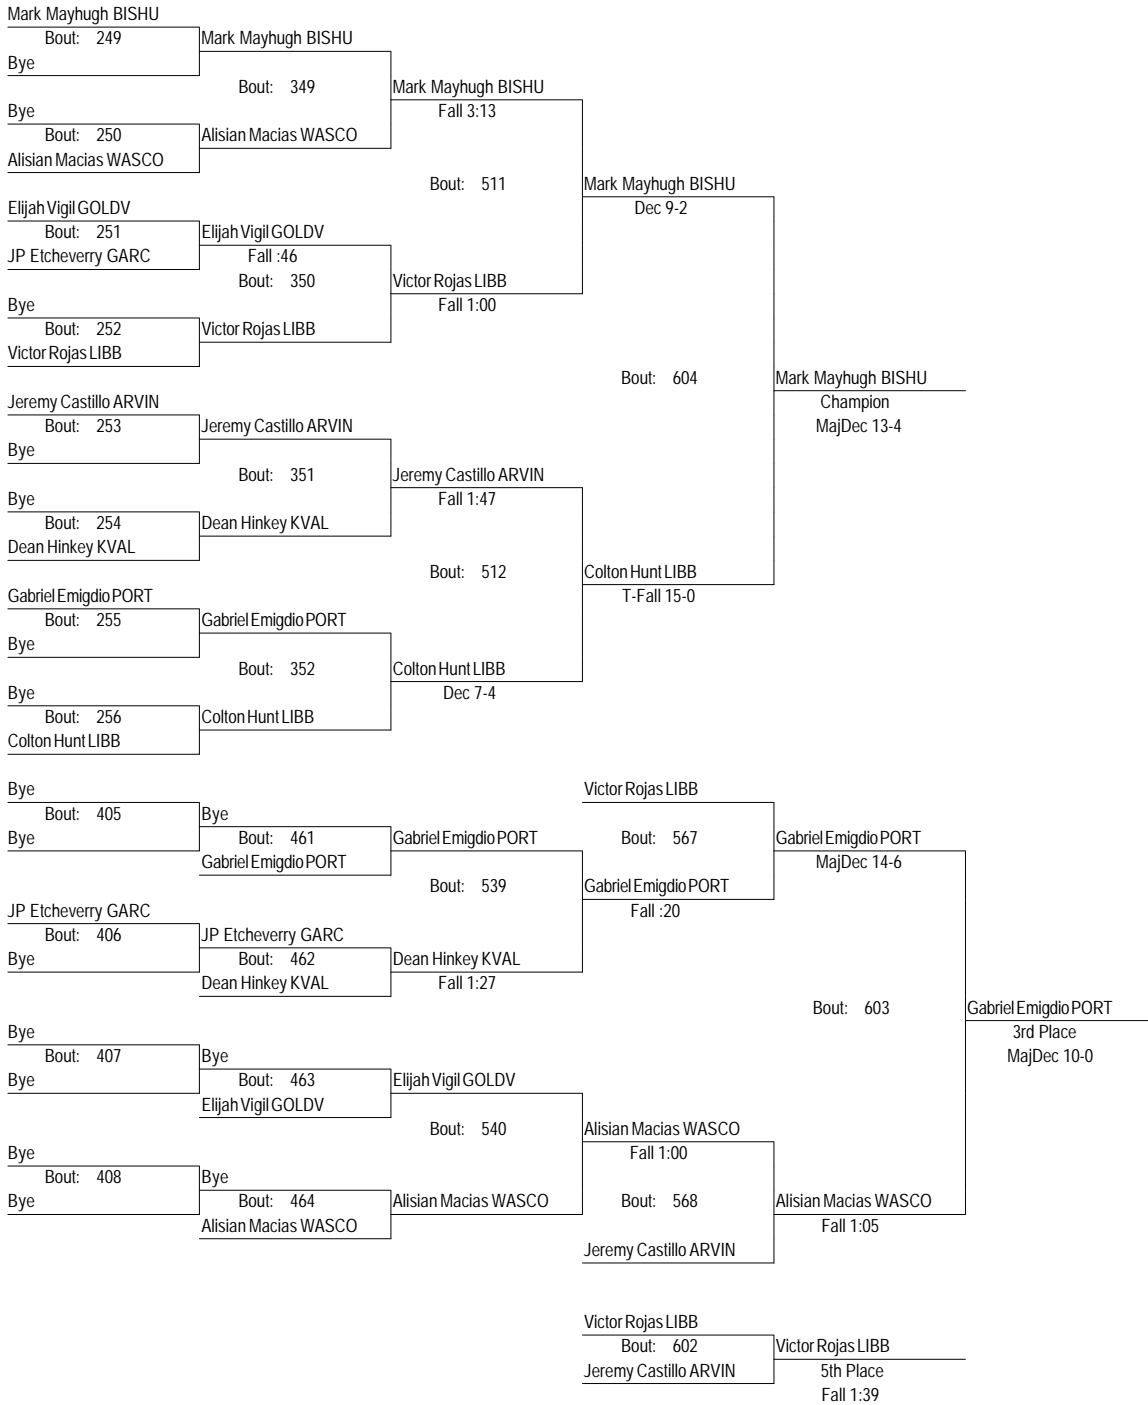 Mark Mayhugh BISHU
Bout: 249
Mark Mayhugh BISHU
Bye
Bout: 349
Mark Mayhugh BISHU
Bye
Fall 3:13
Bout: 250
Alisian Macias WASCO
Alisian Macias WASCO
Bout: 511
Mark Mayhugh BISHU
Elijah Vigil GOLDV
Dec 9-2
Bout: 251
Elijah Vigil GOLDV
JP Etcheverry GARC
Fall :46
Bout: 350
Victor Rojas LIBB
Bye
Fall 1:00
Bout: 252
Victor Rojas LIBB
Victor Rojas LIBB
Bout: 604
Mark Mayhugh BISHU
Jeremy Castillo ARVIN
Champion
Bout: 253
Jeremy Castillo ARVIN
MajDec 13-4
Bye
Bout: 351
Jeremy Castillo ARVIN
Bye
Fall 1:47
Bout: 254
Dean Hinkey KVAL
Dean Hinkey KVAL
Bout: 512
Colton Hunt LIBB
Gabriel Emigdio PORT
T-Fall 15-0
Bout: 255
Gabriel Emigdio PORT
Bye
Bout: 352
Colton Hunt LIBB
Bye
Dec 7-4
Bout: 256
Colton Hunt LIBB
Colton Hunt LIBB
Bye
Victor Rojas LIBB
Bout: 405
Bye
Bye
Bout: 461
Gabriel Emigdio PORT
Bout: 567
Gabriel Emigdio PORT
Gabriel Emigdio PORT
MajDec 14-6
Bout: 539
Gabriel Emigdio PORT
JP Etcheverry GARC
Fall :20
Bout: 406
JP Etcheverry GARC
Bye
Bout: 462
Dean Hinkey KVAL
Dean Hinkey KVAL
Fall 1:27
Bout: 603
Gabriel Emigdio PORT
Bye
3rd Place
Bout: 407
Bye
MajDec 10-0
Bye
Bout: 463
Elijah Vigil GOLDV
Elijah Vigil GOLDV
Bout: 540
Alisian Macias WASCO
Bye
Fall 1:00
Bout: 408
Bye
Bye
Bout: 464
Alisian Macias WASCO
Bout: 568
Alisian Macias WASCO
Alisian Macias WASCO
Fall 1:05
Jeremy Castillo ARVIN
Victor Rojas LIBB
Bout: 602
Victor Rojas LIBB
Jeremy Castillo ARVIN
5th Place
Fall 1:39